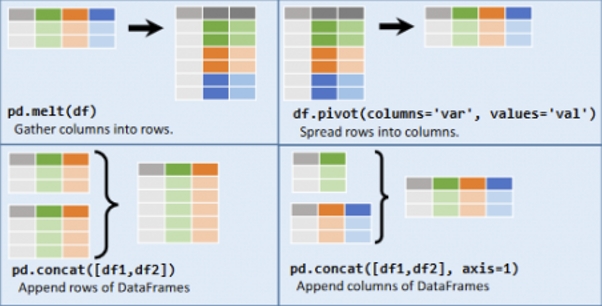 pd.melt(df)
Gather columns into rows.
df.pivot(columns='var', values='val')
Spread rows into columns.
pd.concat([df1,df2])
Append rows of DataFrames
pd.concat([df1,df2], axis=1)
Append columns of DataFrames